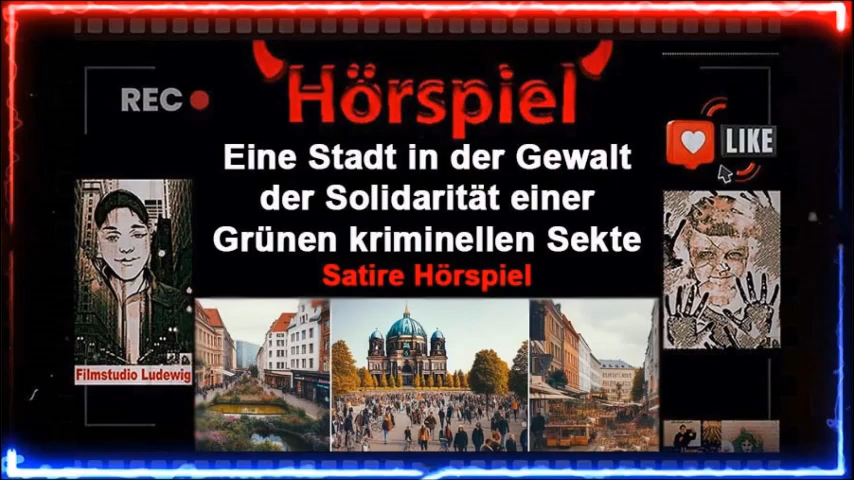 Hörspiel
REC
Eine Stadt in der Gewalt
der Solidarität einer
Grünen kriminellen Sekte
Satire Hörspiel
LIKE
Filmstudio Ludewig